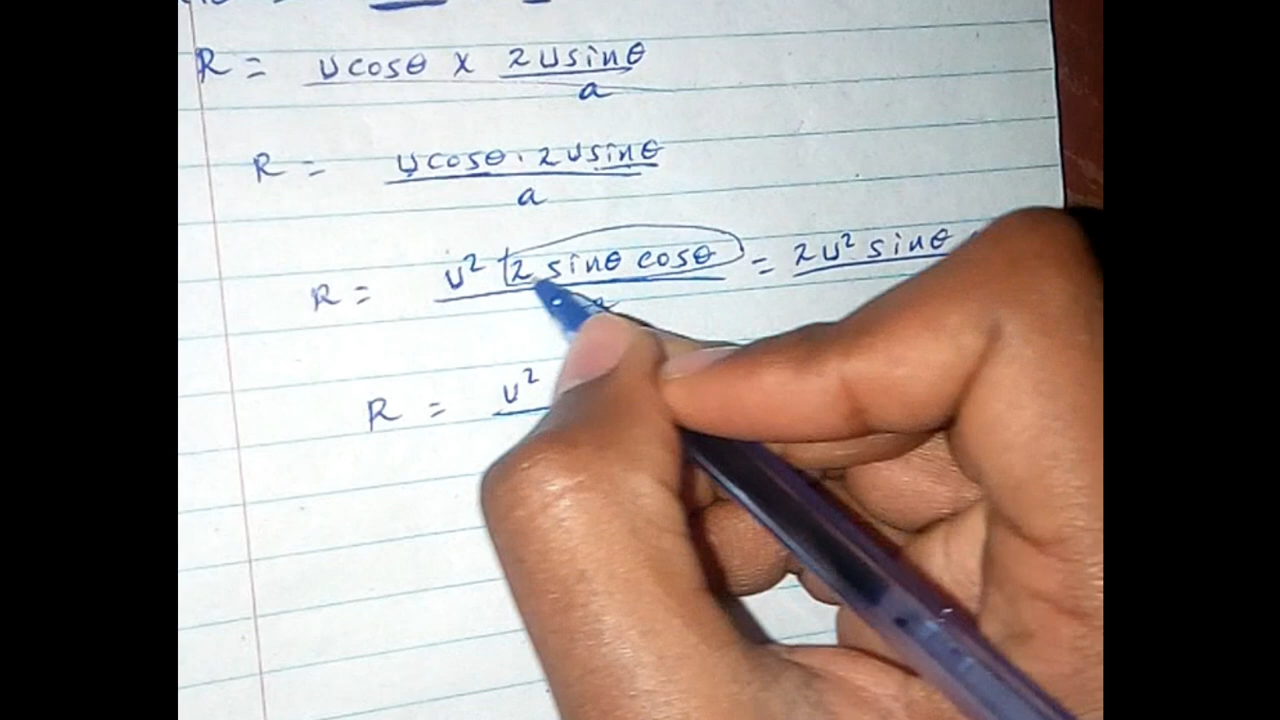 R = ucosθ x 2usinθ / a
R = ucosθ . 2usinθ / a
R = u² 2 sinθ cosθ / a = 2u² sinθ
R = u²